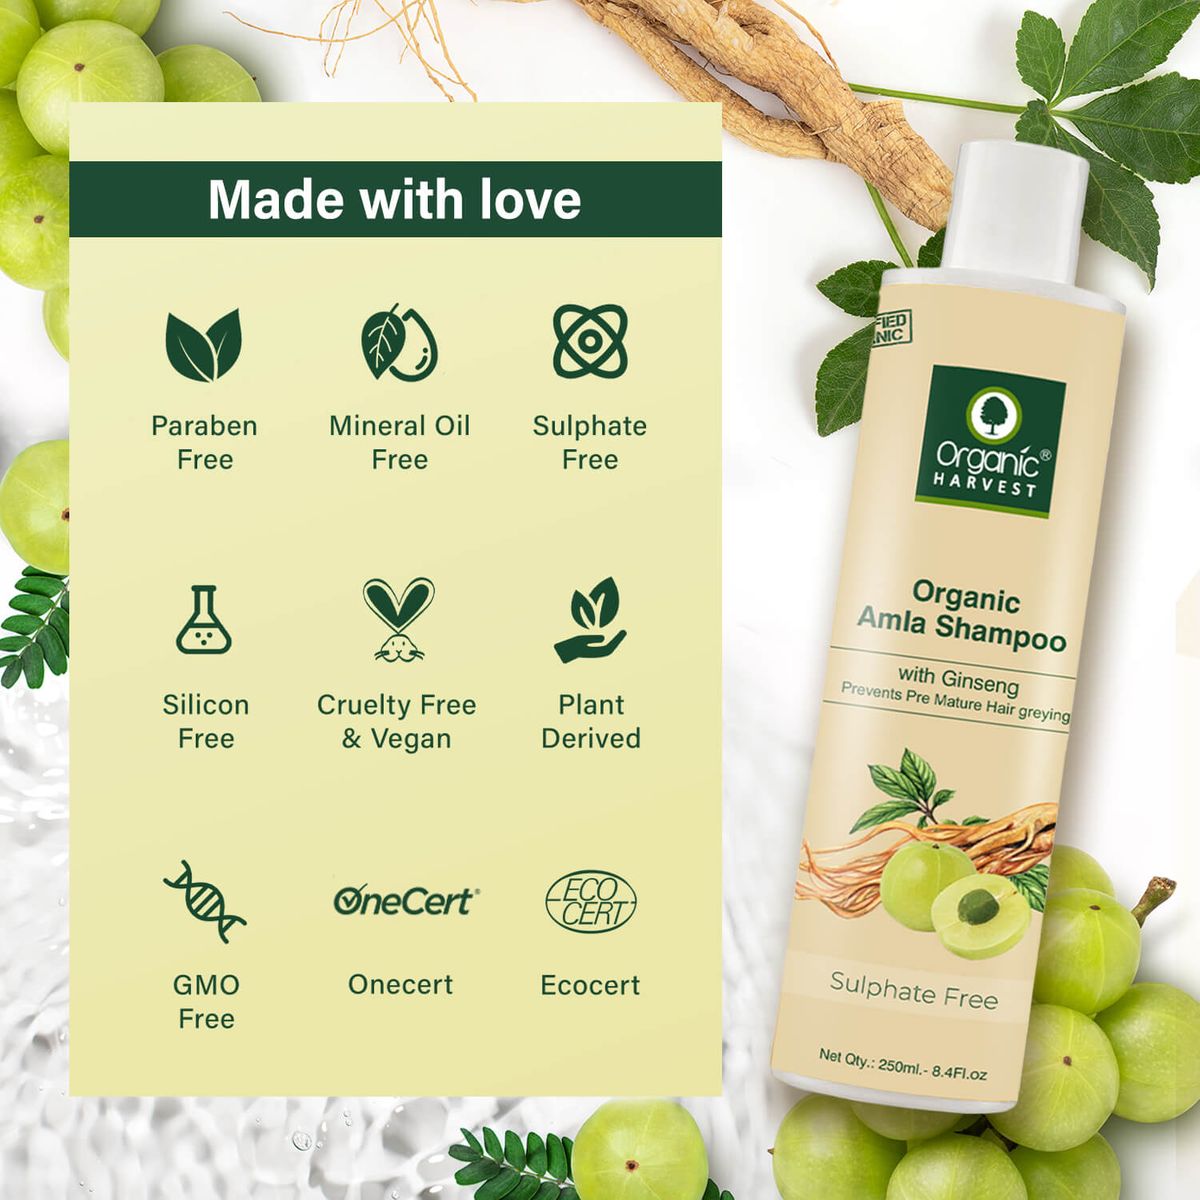 Made with love
Paraben
Free
Mineral Oil
Free
Sulphate
Free
Silicon
Free
Cruelty Free
& Vegan
Plant
Derived
GMO
Free
OneCert®
Onecert
ECO
CERT
Ecocert
Organic®
HARVEST
Organic
Amla Shampoo
with Ginseng
Prevents Pre Mature Hair greying
Sulphate Free
Net Qty.: 250ml.- 8.4Fl.oz